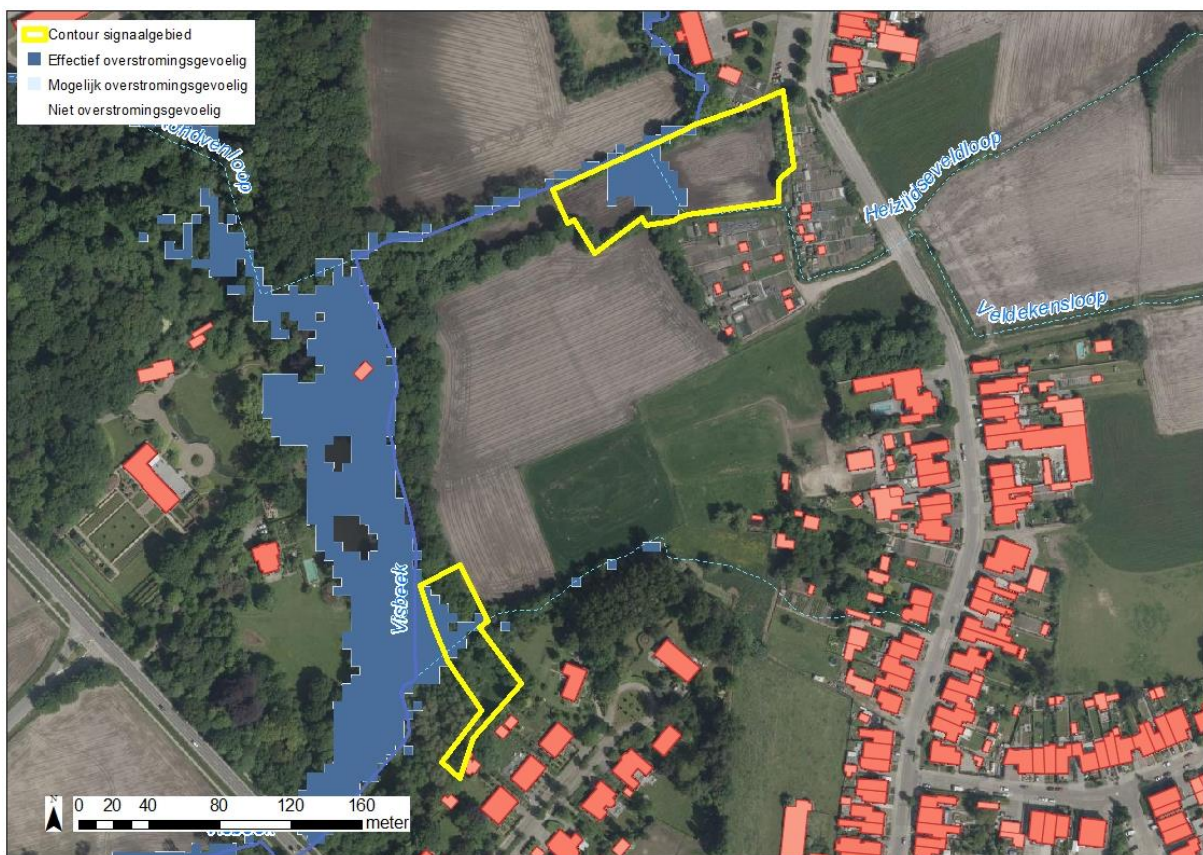 Contour signaalgebied
Effectief overstromingsgevoelig
Mogelijk overstromingsgevoelig
Niet overstromingsgevoelig
Heizijdseveldloop
Veldekensloop
Visbeek
N
0 20 40 80 120 160
meter